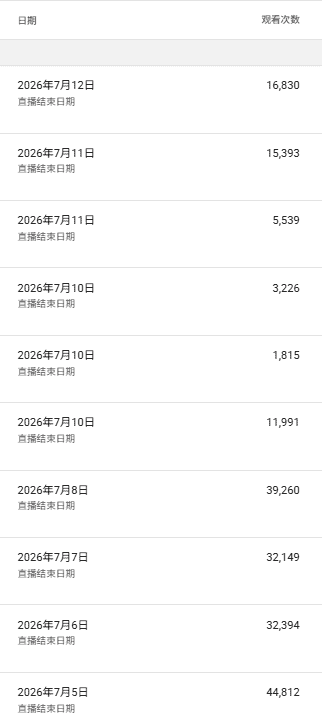 日期 观看次数
2026年7月12日 16,830
直播结束日期
2026年7月11日 15,393
直播结束日期
2026年7月11日 5,539
直播结束日期
2026年7月10日 3,226
直播结束日期
2026年7月10日 1,815
直播结束日期
2026年7月10日 11,991
直播结束日期
2026年7月8日 39,260
直播结束日期
2026年7月7日 32,149
直播结束日期
2026年7月6日 32,394
直播结束日期
2026年7月5日 44,812
直播结束日期